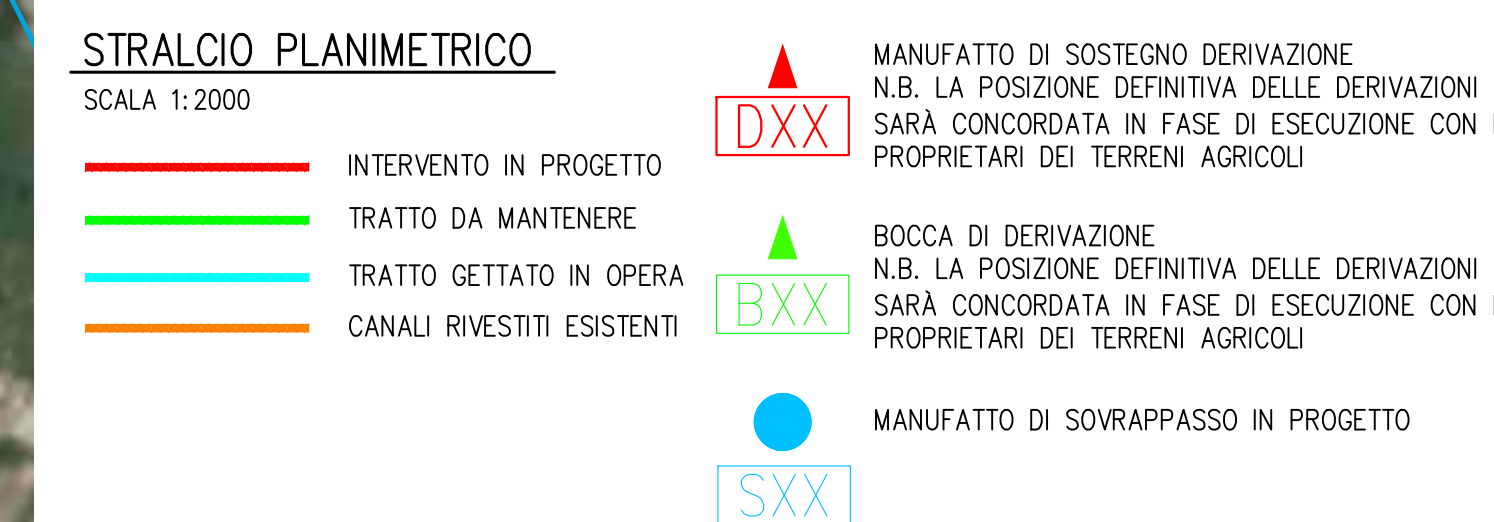 STRALCIO PLANIMETRICO
SCALA 1:2000
INTERVENTO IN PROGETTO
TRATTO DA MANTENERE
TRATTO GETTATO IN OPERA
CANALI RIVESTITI ESISTENTI
DXX
MANUFATTO DI SOSTEGNO DERIVAZIONE
N.B. LA POSIZIONE DEFINITIVA DELLE DERIVAZIONI
SARÀ CONCORDATA IN FASE DI ESECUZIONE CON
PROPRIETARI DEI TERRENI AGRICOLI
BXX
BOCCA DI DERIVAZIONE
N.B. LA POSIZIONE DEFINITIVA DELLE DERIVAZIONI
SARÀ CONCORDATA IN FASE DI ESECUZIONE CON
PROPRIETARI DEI TERRENI AGRICOLI
SXX
MANUFATTO DI SOVRAPPASSO IN PROGETTO